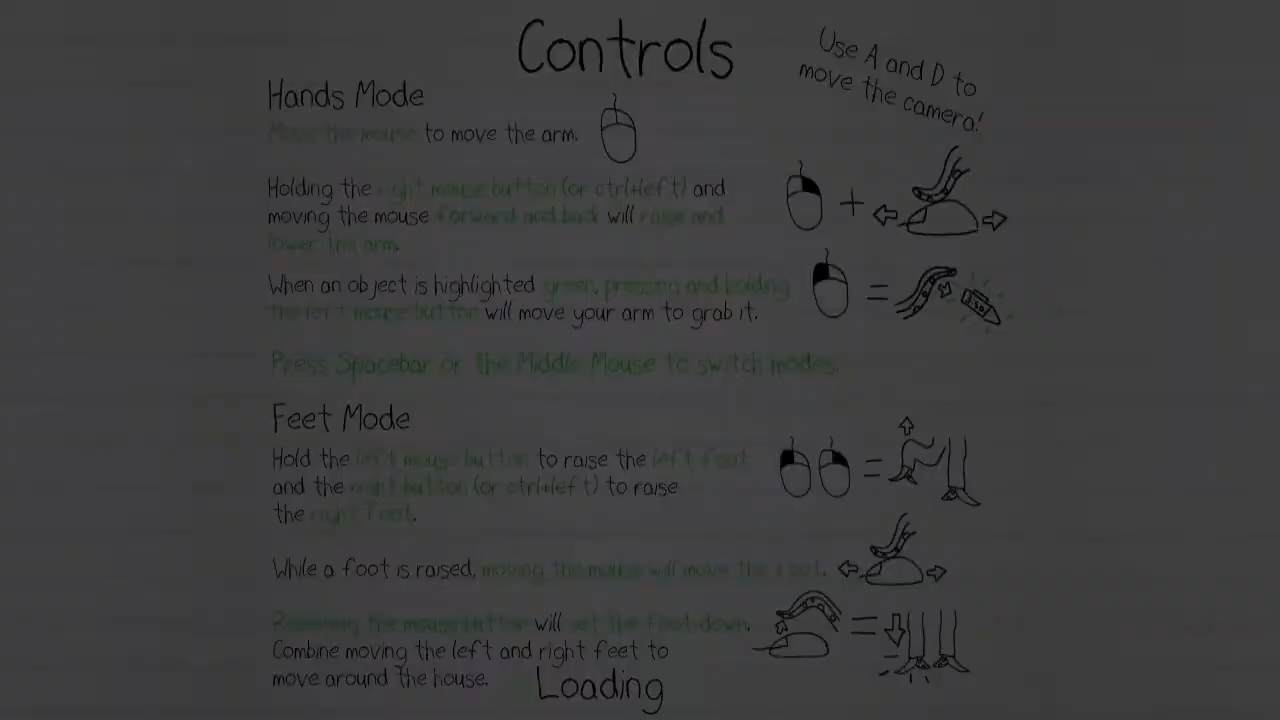 Controls
Use A and D to
move the camera!
Hands Mode
Move the mouse to move the arm.
Holding the right mouse button (or ctrl+left) and
moving the mouse forward and back will raise and
lower the arm.
When an object is highlighted green, pressing and holding
the left mouse button will move your arm to grab it.
Press Spacebar or the Middle Mouse to switch modes.
Feet Mode
Hold the left mouse button to raise the left foot
and the right button (or ctrl+left) to raise
the right foot.
While a foot is raised, moving the mouse will move the foot.
Releasing the mouse button will set the foot down.
Combine moving the left and right feet to
move around the house.
Loading